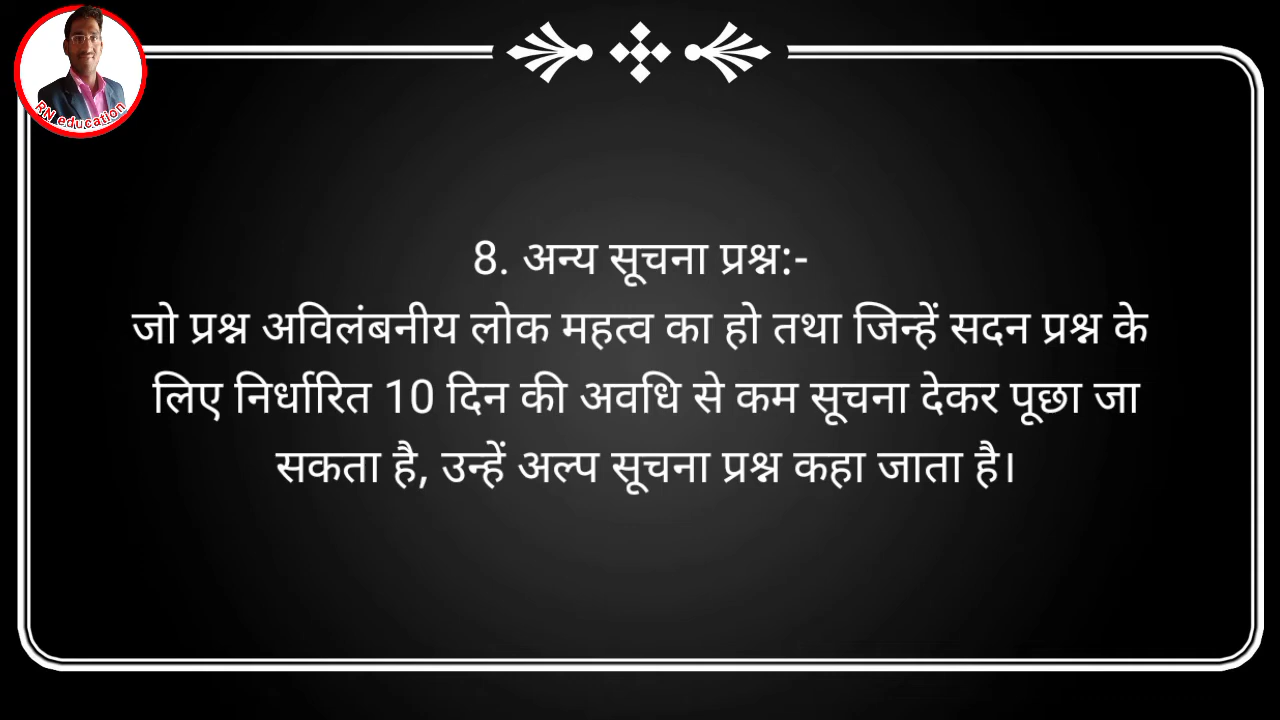 RN education
8. अन्य सूचना प्रश्न:-
जो प्रश्न अविलंबनीय लोक महत्व का हो तथा जिन्हें सदन प्रश्न के
लिए निर्धारित 10 दिन की अवधि से कम सूचना देकर पूछा जा
सकता है, उन्हें अल्प सूचना प्रश्न कहा जाता है।